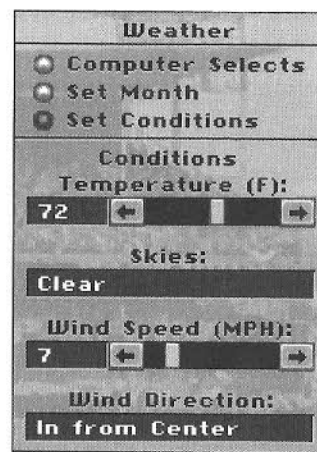 Weather
Computer Selects
Set Month
Set Conditions
Conditions
Temperature (F):
72
Skies:
Clear
Wind Speed (MPH):
7
Wind Direction:
In from Center